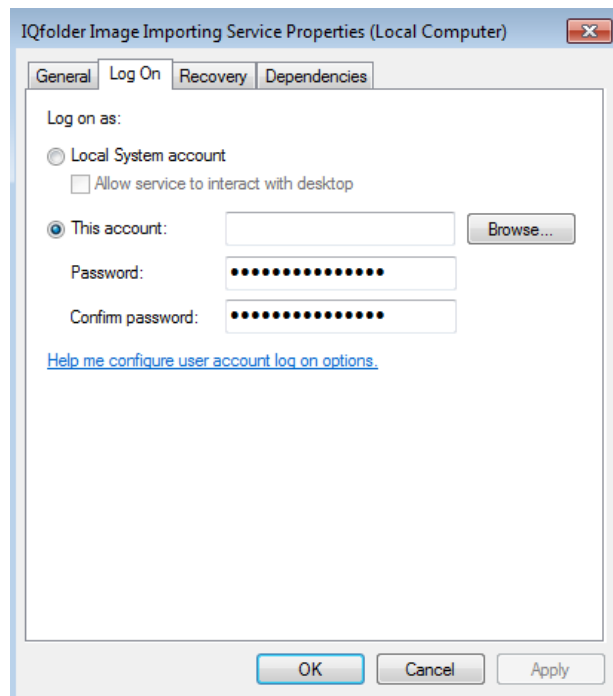 IQfolder Image Importing Service Properties (Local Computer)
General Log On Recovery Dependencies
Log on as:
Local System account
Allow service to interact with desktop
This account: Browse...
Password: ●●●●●●●●●●●●●●●
Confirm password: ●●●●●●●●●●●●●●●
Help me configure user account log on options.
OK Cancel Apply